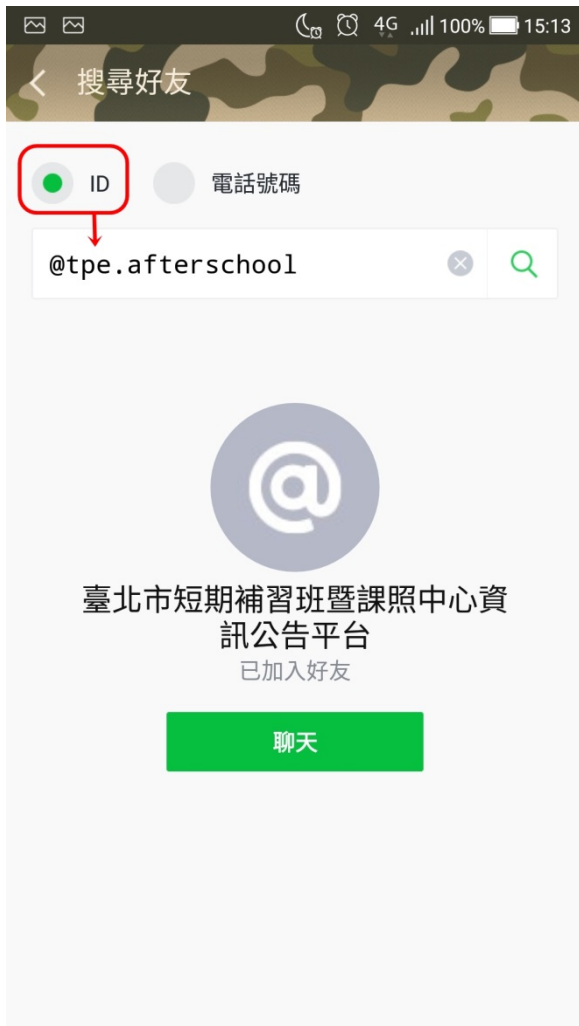 4G 100% 15:13
搜尋好友
ID 電話號碼
@tpe.afterschool
@
臺北市短期補習班暨課照中心資
訊公告平台
已加入好友
聊天